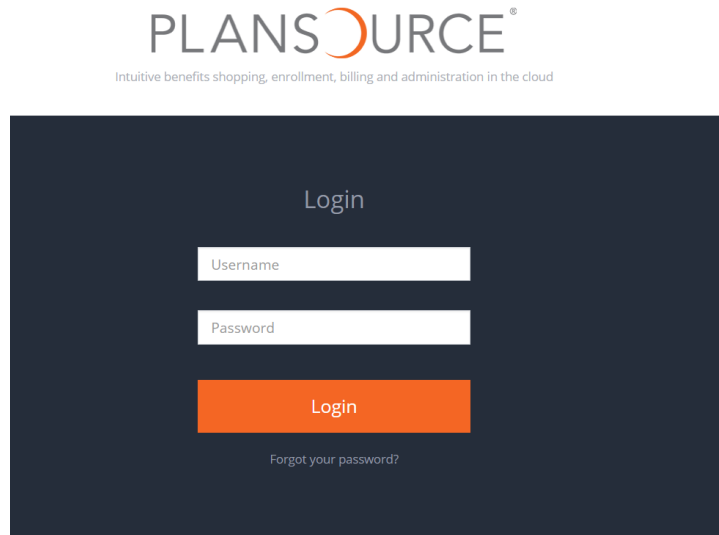 PLANSOURCE®
Intuitive benefits shopping, enrollment, billing and administration in the cloud
Login
Username
Password
Login
Forgot your password?